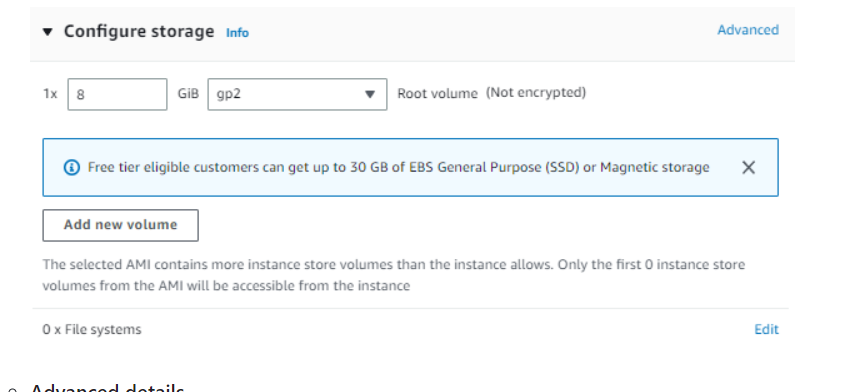 ▼ Configure storage Info Advanced
1x 8 GiB gp2 ▼ Root volume (Not encrypted)
Free tier eligible customers can get up to 30 GB of EBS General Purpose (SSD) or Magnetic storage
Add new volume
The selected AMI contains more instance store volumes than the instance allows. Only the first 0 instance store
volumes from the AMI will be accessible from the instance
0 x File systems Edit
Advanced details